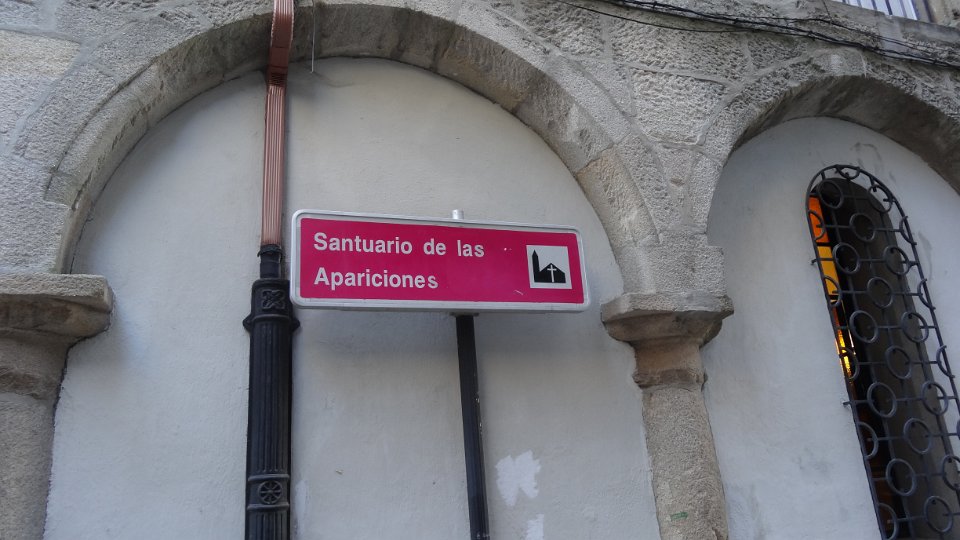 Santuario de las
Apariciones